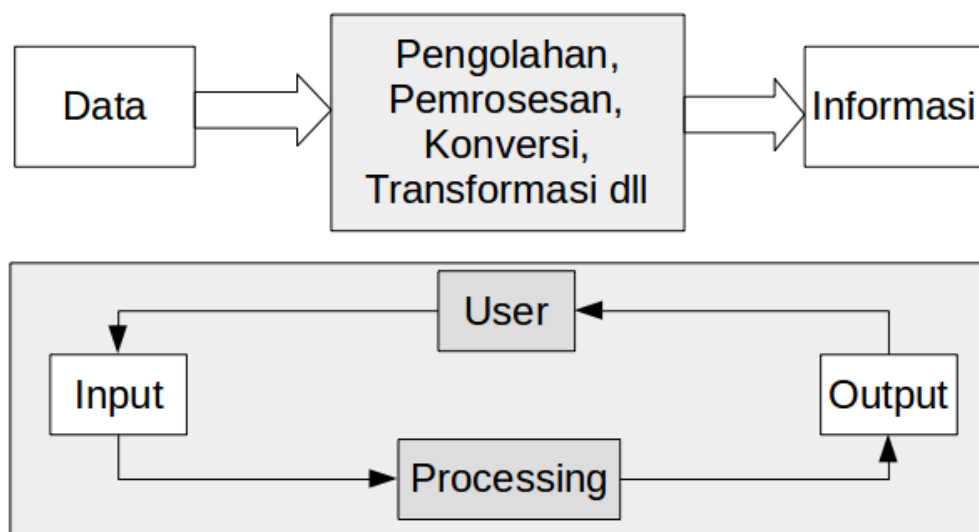 Data
Pengolahan,
Pemrosesan,
Konversi,
Transformasi dll
Informasi
User
Input
Output
Processing